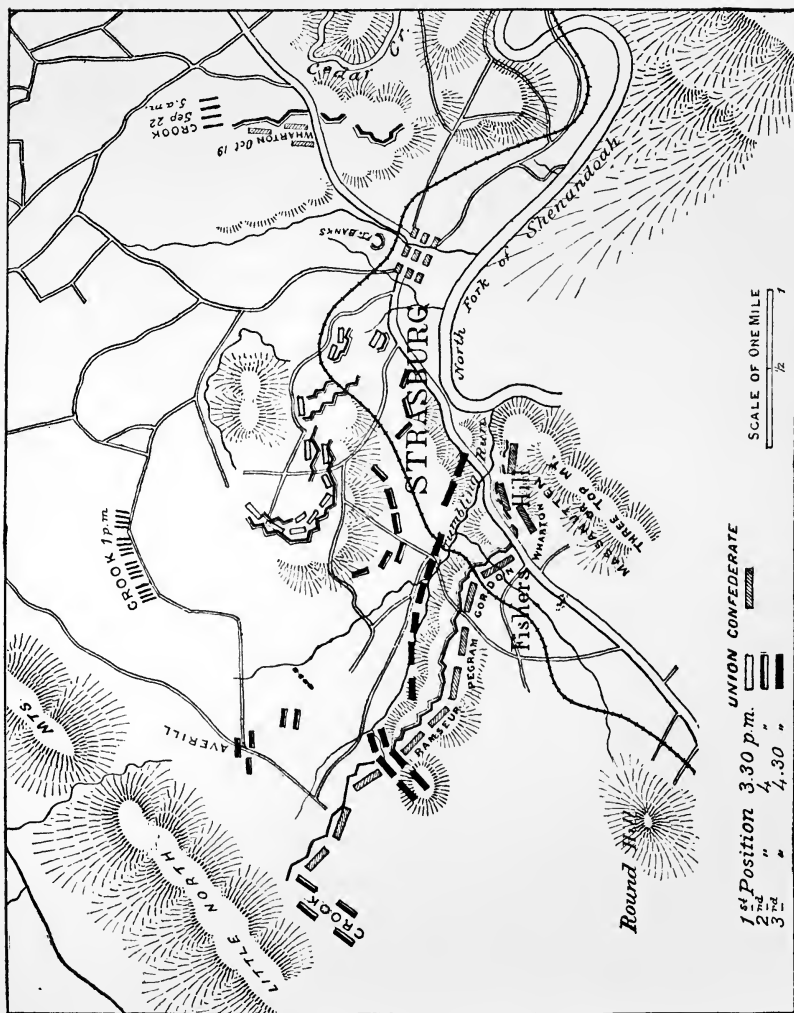 CROOK
Sep 22
5. a.m.
WHARTON Oct 19
Cedar
Cr.
FT. BANKS
STRASBURG
North Fork of Shenandoah
CROOK 1 p.m.
MTS
LITTLE NORTH
AVERILL
CROOK
RAMSEUR
PEGRAM
GORDON
WHARTON
Tumbling Run
Fishers Hill
MASSANUTTEN
OR
THREE TOP MT.
Round Hill
SCALE OF ONE MILE
1/2
1
UNION CONFEDERATE
1st Position 3.30 p.m.
2nd " 4 "
3rd " 4.30 "